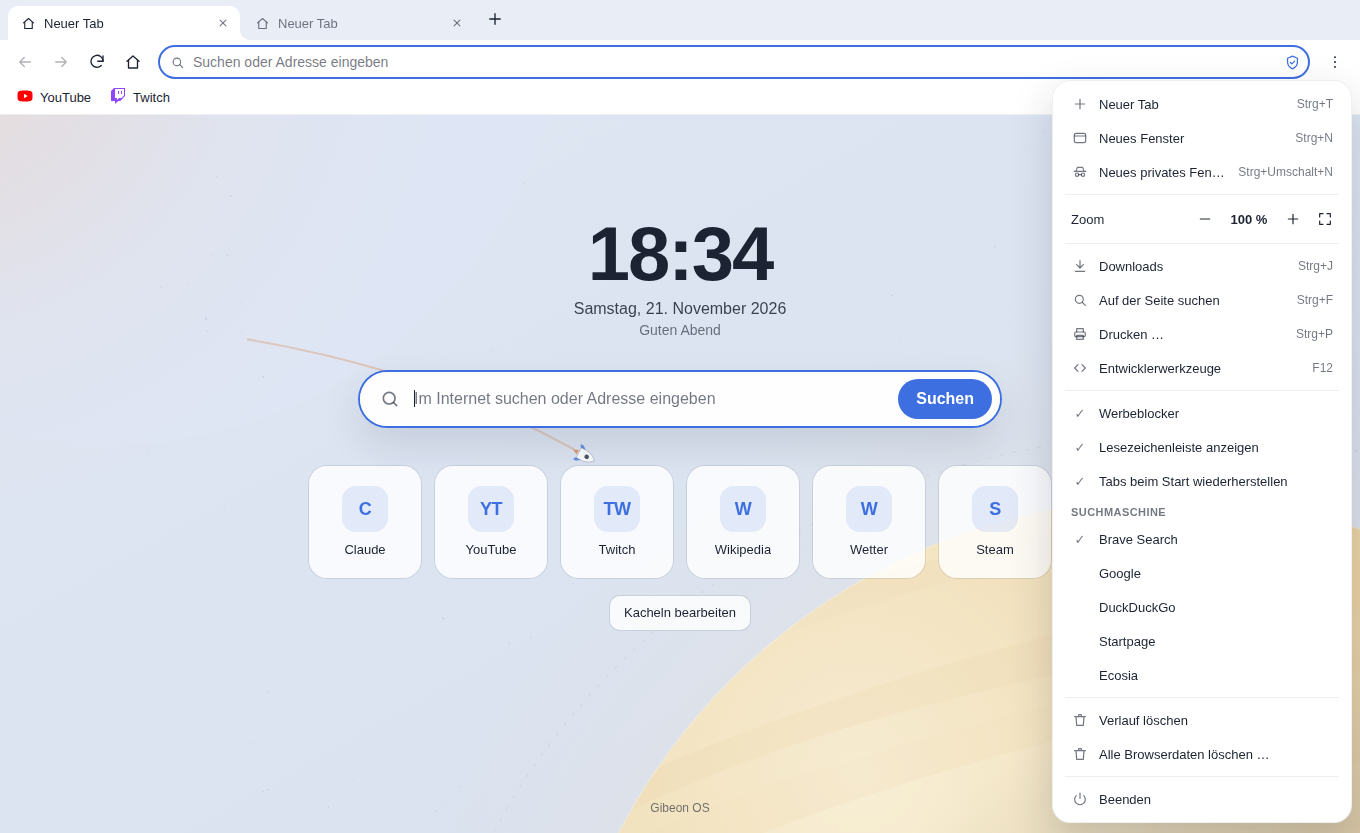 Neuer Tab
Neuer Tab
Suchen oder Adresse eingeben
YouTube
Twitch
18:34
Samstag, 21. November 2026
Guten Abend
Im Internet suchen oder Adresse eingeben
Suchen
C
YT
TW
W
W
S
Claude
YouTube
Twitch
Wikipedia
Wetter
Steam
Kacheln bearbeiten
Gibeon OS
Neuer Tab Strg+T
Neues Fenster Strg+N
Neues privates Fen… Strg+Umschalt+N
Zoom 100 %
Downloads Strg+J
Auf der Seite suchen Strg+F
Drucken … Strg+P
Entwicklerwerkzeuge F12
✓ Werbeblocker
✓ Lesezeichenleiste anzeigen
✓ Tabs beim Start wiederherstellen
SUCHMASCHINE
✓ Brave Search
Google
DuckDuckGo
Startpage
Ecosia
Verlauf löschen
Alle Browserdaten löschen …
Beenden